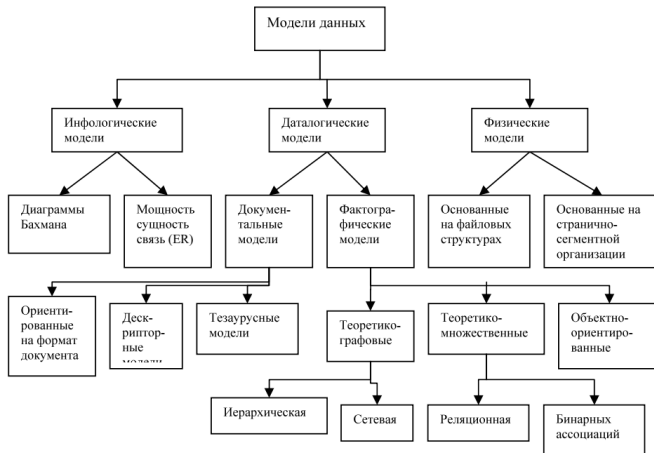 Модели данных
Инфологические
модели
Даталогические
модели
Физические
модели
Диаграммы
Бахмана
Мощность
сущность
связь (ER)
Докумен-
тальные
модели
Фактогра-
фические
модели
Основанные
на файловых
структурах
Основанные на
странично-
сегментной
организации
Ориенти-
рованные
на формат
документа
Деск-
рипторные
модели
Тезаурусные
модели
Теоретико-
графовые
Теоретико-
множественные
Объектно-
ориентиро-
ванные
Иерархическая
Сетевая
Реляционная
Бинарных
ассоциаций